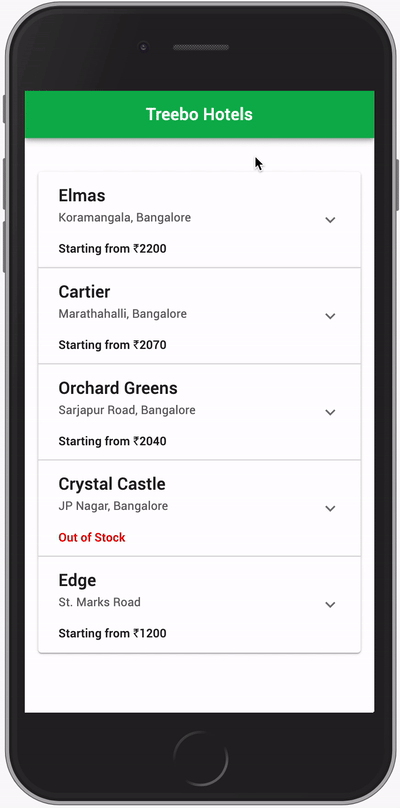 Treebo Hotels
Elmas
Koramangala, Bangalore
Starting from ₹2200
Cartier
Marathahalli, Bangalore
Starting from ₹2070
Orchard Greens
Sarjapur Road, Bangalore
Starting from ₹2040
Crystal Castle
JP Nagar, Bangalore
Out of Stock
Edge
St. Marks Road
Starting from ₹1200